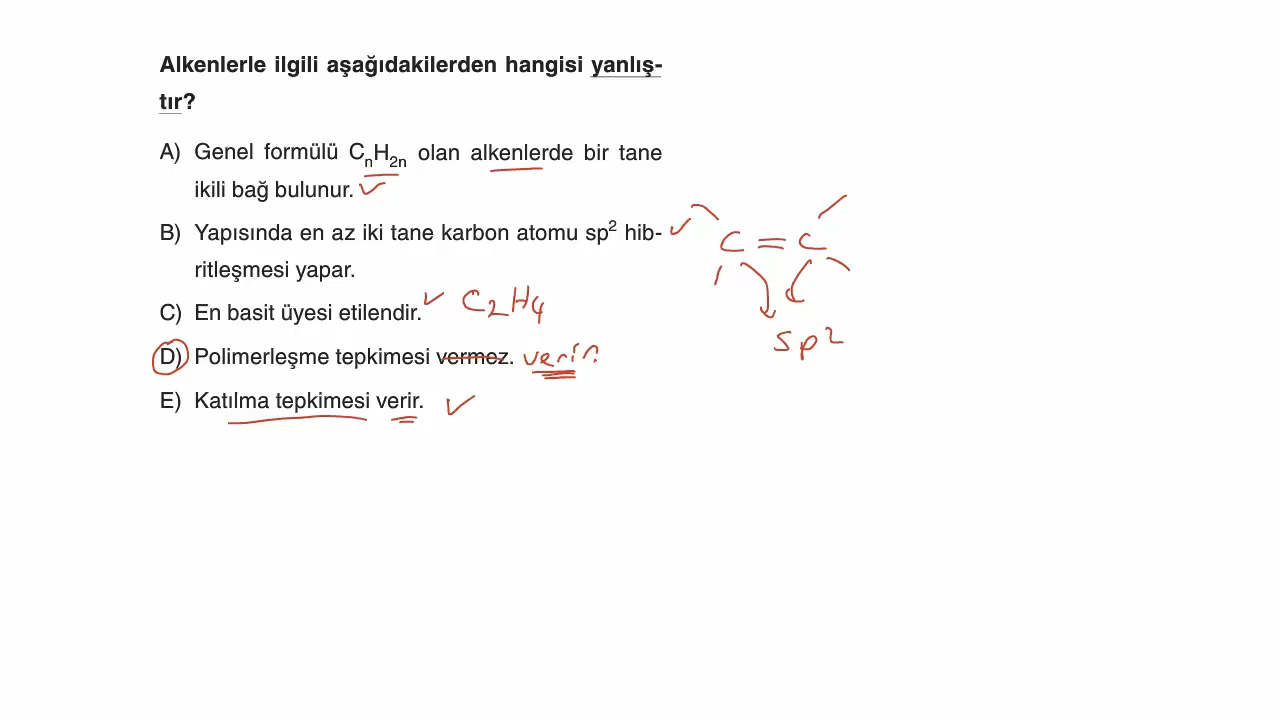 Alkenlerle ilgili aşağıdakilerden hangisi yanlış-
tır?
A) Genel formülü CₙH₂ₙ olan alkenlerde bir tane
ikili bağ bulunur.
B) Yapısında en az iki tane karbon atomu sp² hib-
ritleşmesi yapar.
C = C
sp²
C) En basit üyesi etilendir. C₂H₄
D) Polimerleşme tepkimesi vermez. verir.
E) Katılma tepkimesi verir.